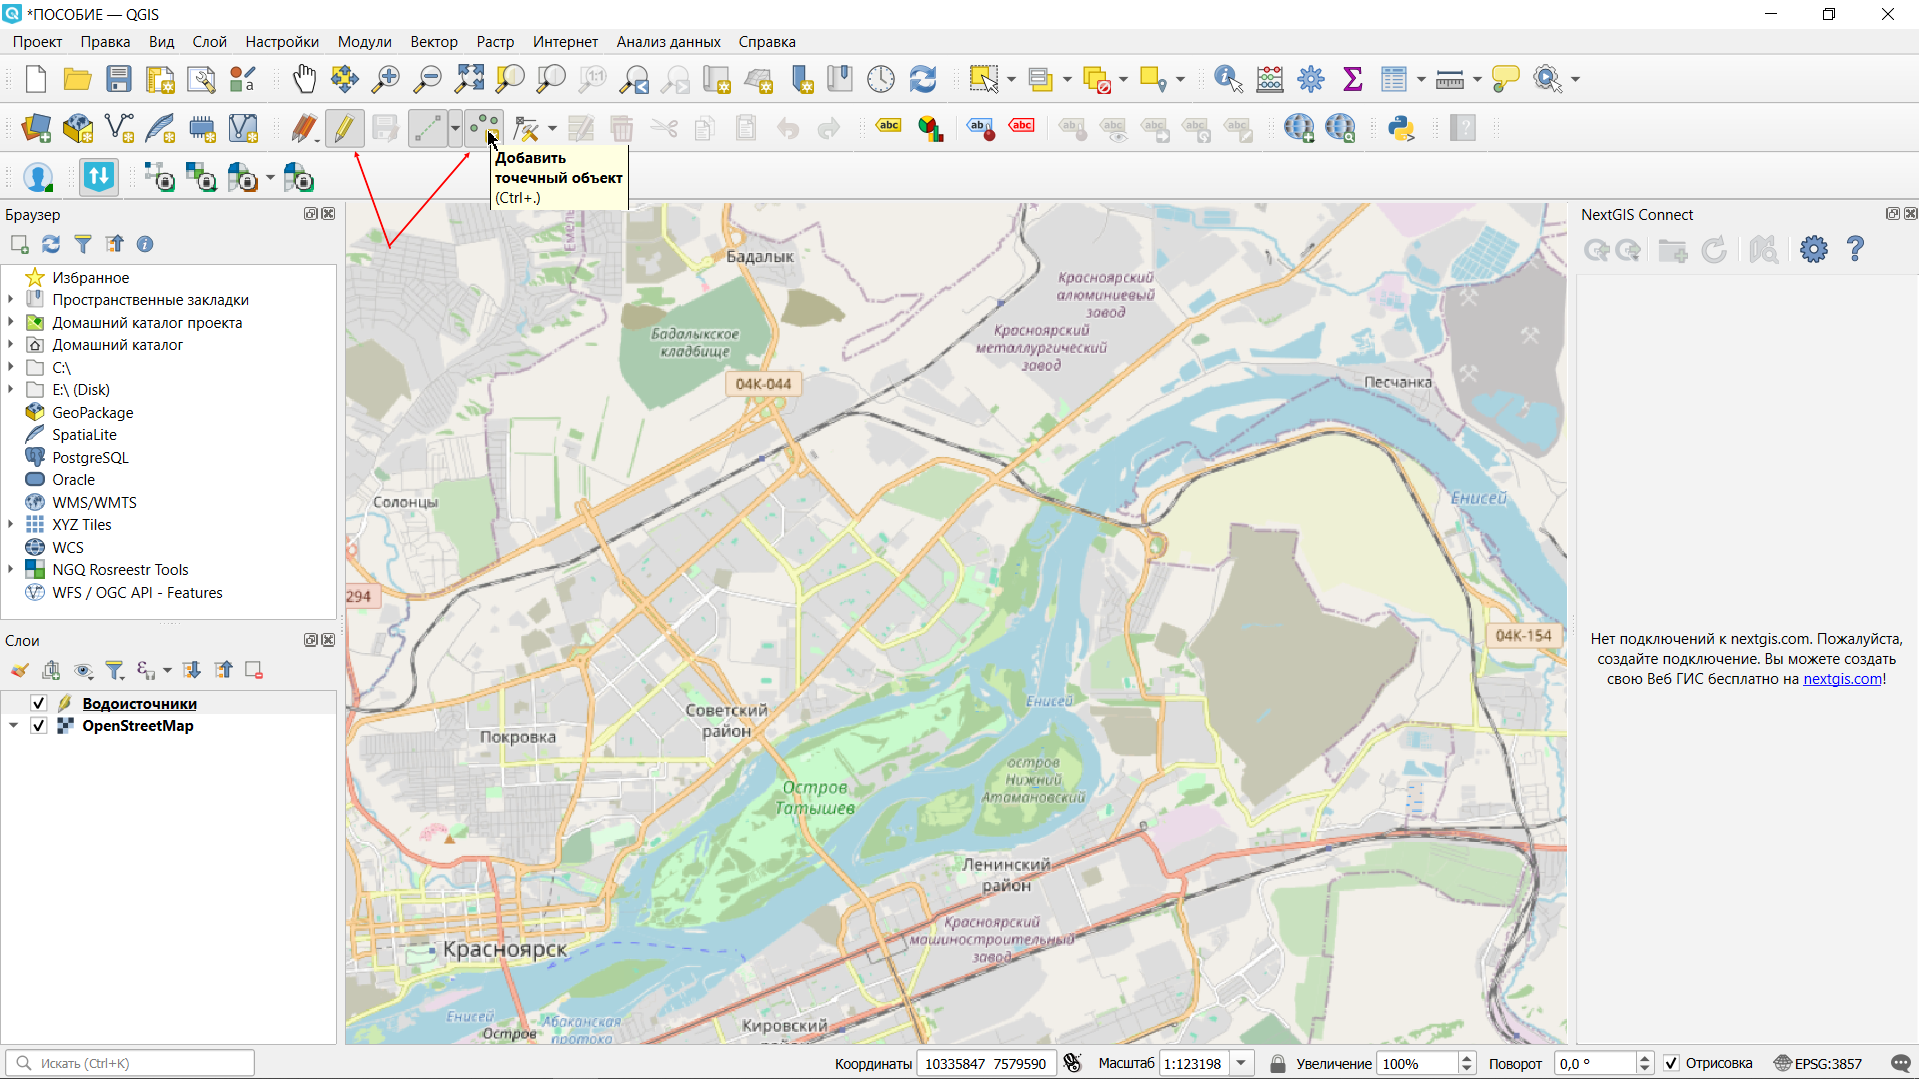 *ПОСОБИЕ — QGIS
Проект Правка Вид Слой Настройки Модули Вектор Растр Интернет Анализ данных Справка
Добавить
точечный объект
(Ctrl+.)
Браузер
Избранное
Пространственные закладки
Домашний каталог проекта
Домашний каталог
C:\
E:\ (Disk)
GeoPackage
SpatiaLite
PostgreSQL
Oracle
WMS/WMTS
XYZ Tiles
WCS
NGQ Rosreestr Tools
WFS / OGC API - Features
Слои
Водоисточники
OpenStreetMap
Бадалык
Бадалыкское
кладбище
Красноярский
алюминиевый
завод
Красноярский
металлургический
завод
04К-044
Песчанка
Солонцы
Енисей
294
04К-154
Советский
район
Покровка
Енисей
остров
Нижний
Атамановский
Остров
Татышев
Ленинский
район
Красноярский
машиностроительный
завод
Красноярск
Енисей
Остров
Абаканская
протока
Кировский
район
NextGIS Connect
Нет подключений к nextgis.com. Пожалуйста,
создайте подключение. Вы можете создать
свою Веб ГИС бесплатно на nextgis.com!
Искать (Ctrl+K)
Координаты 10335847 7579590 Масштаб 1:123198 Увеличение 100% Поворот 0,0 ° Отрисовка EPSG:3857